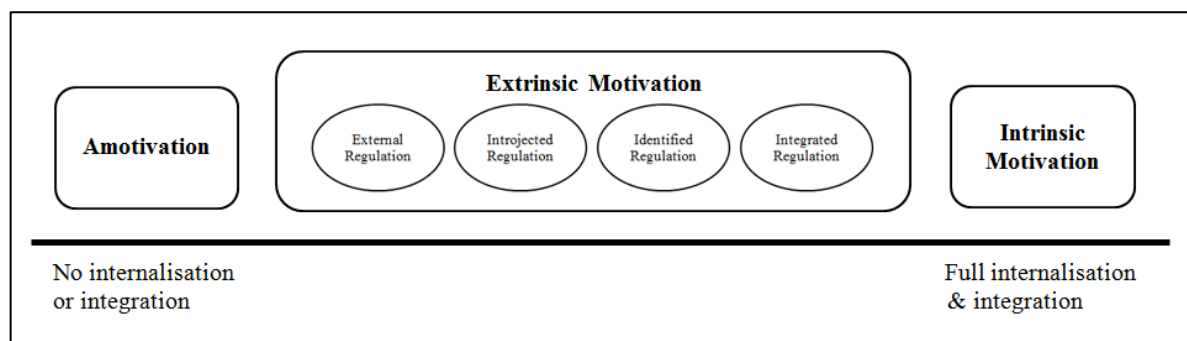 Amotivation
Extrinsic Motivation
External
Regulation
Introjected
Regulation
Identified
Regulation
Integrated
Regulation
Intrinsic
Motivation
No internalisation
or integration
Full internalisation
& integration